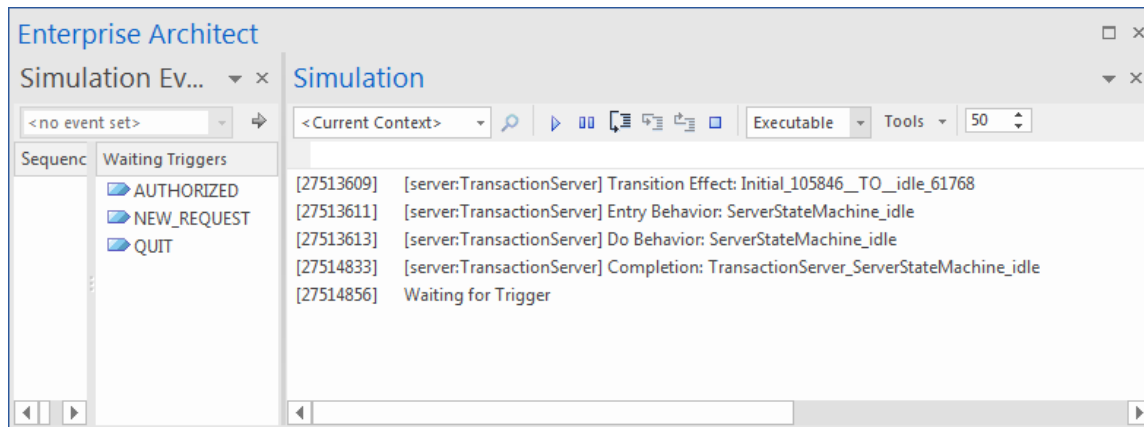 Enterprise Architect
Simulation Ev...
Simulation
<no event set>
<Current Context>
Executable
Tools
50
Sequenc
Waiting Triggers
AUTHORIZED
NEW_REQUEST
QUIT
[27513609] [server:TransactionServer] Transition Effect: Initial_105846__TO__idle_61768
[27513611] [server:TransactionServer] Entry Behavior: ServerStateMachine_idle
[27513613] [server:TransactionServer] Do Behavior: ServerStateMachine_idle
[27514833] [server:TransactionServer] Completion: TransactionServer_ServerStateMachine_idle
[27514856] Waiting for Trigger